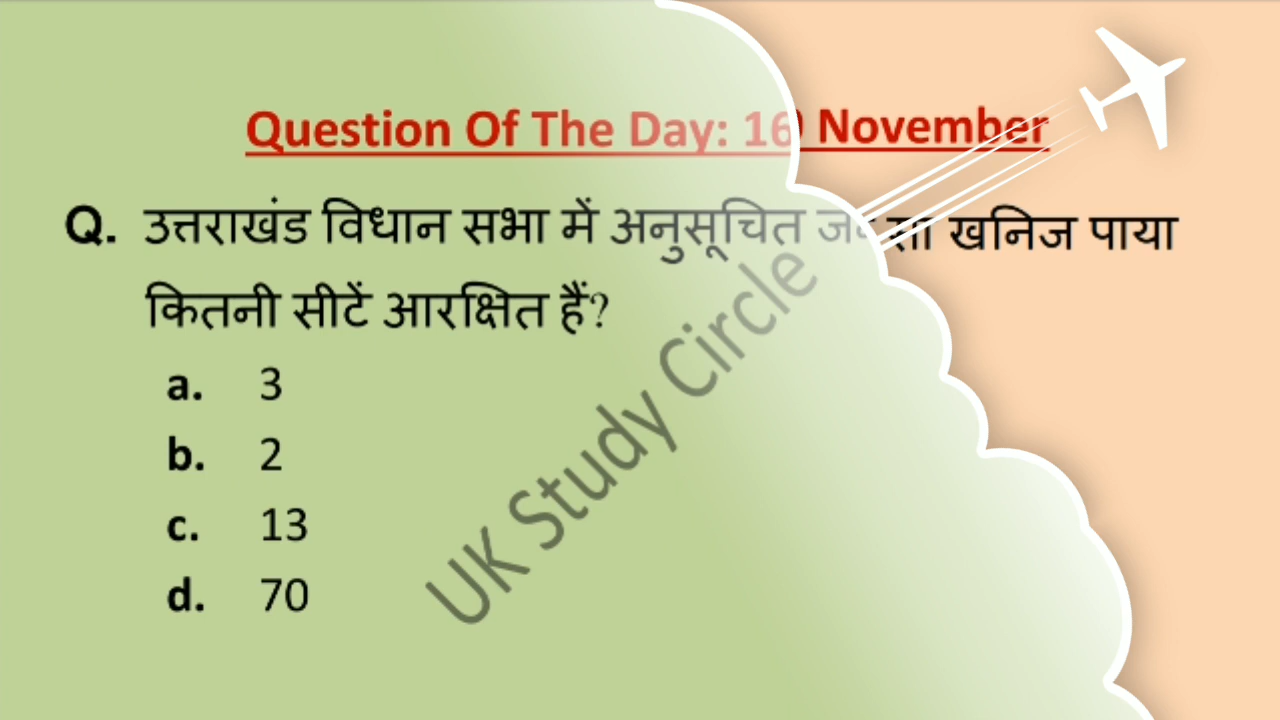 Question Of The Day: 16 November
Q. उत्तराखंड विधान सभा में अनुसूचित खनिज पाया
कितनी सीटें आरक्षित हैं?
a. 3
b. 2
c. 13
d. 70
UK Study Circle